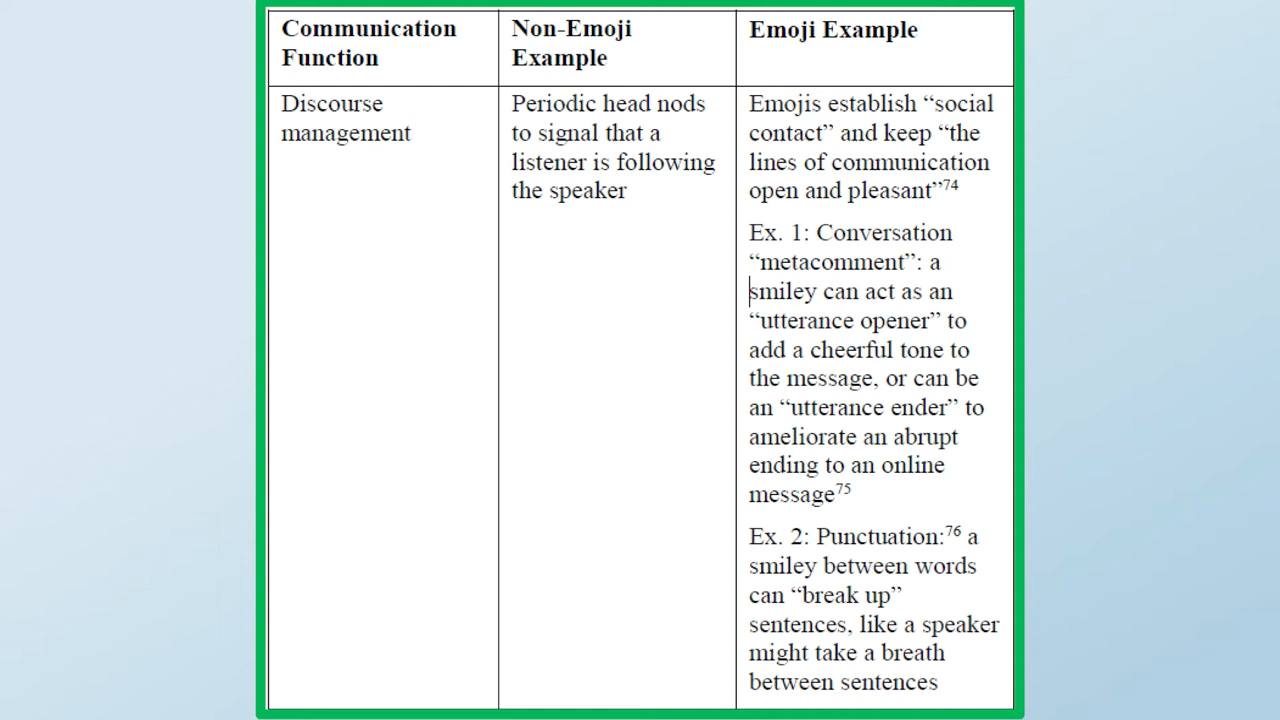 Communication Function
Non-Emoji Example
Emoji Example
Discourse management
Periodic head nods
to signal that a
listener is following
the speaker
Emojis establish “social
contact” and keep “the
lines of communication
open and pleasant”74
Ex. 1: Conversation
“metacomment”: a
smiley can act as an
“utterance opener” to
add a cheerful tone to
the message, or can be
an “utterance ender” to
ameliorate an abrupt
ending to an online
message75
Ex. 2: Punctuation:76 a
smiley between words
can “break up”
sentences, like a speaker
might take a breath
between sentences